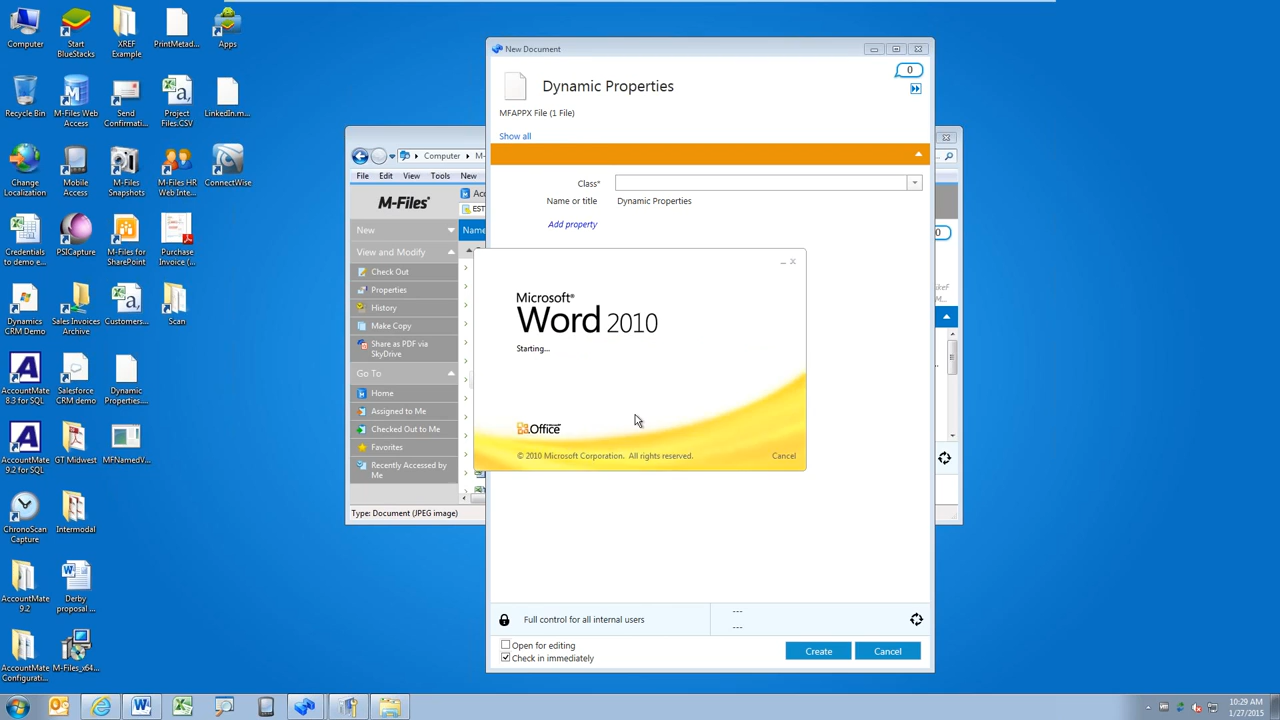 Computer
Start BlueStacks
XREF Example
PrintMetad...
Apps
Recycle Bin
M-Files Web Access
Send Confirmati...
Project Files.CSV
LinkedIn.m...
Change Localization
Mobile Access
M-Files Snapshots
M-Files HR Web Inte...
ConnectWise
Credentials to demo e...
PSICapture
M-Files for SharePoint
Purchase Invoice (...
Dynamics CRM Demo
Sales Invoices Archive
Customers...
Scan
AccountMate 8.3 for SQL
Salesforce CRM demo
Dynamic Properties....
AccountMate 9.2 for SQL
GT Midwest
MFNamedV...
ChronoScan Capture
Intermodal
AccountMate 9.2
Derby proposal ...
AccountMate Configurati...
M-Files_x64...
Computer
M-
File Edit View Tools New
M-Files®
New
View and Modify
Check Out
Properties
History
Make Copy
Share as PDF via SkyDrive
Go To
Home
Assigned to Me
Checked Out to Me
Favorites
Recently Accessed by Me
Type: Document (JPEG image)
Acc
EST
Name
New Document
0
Dynamic Properties
MFAPPX File (1 File)
Show all
Class*
Name or title Dynamic Properties
Add property
Microsoft®
Word 2010
Starting...
Office
© 2010 Microsoft Corporation. All rights reserved.
Cancel
Full control for all internal users
---
---
Open for editing
Check in immediately
Create
Cancel
10:29 AM
1/27/2015